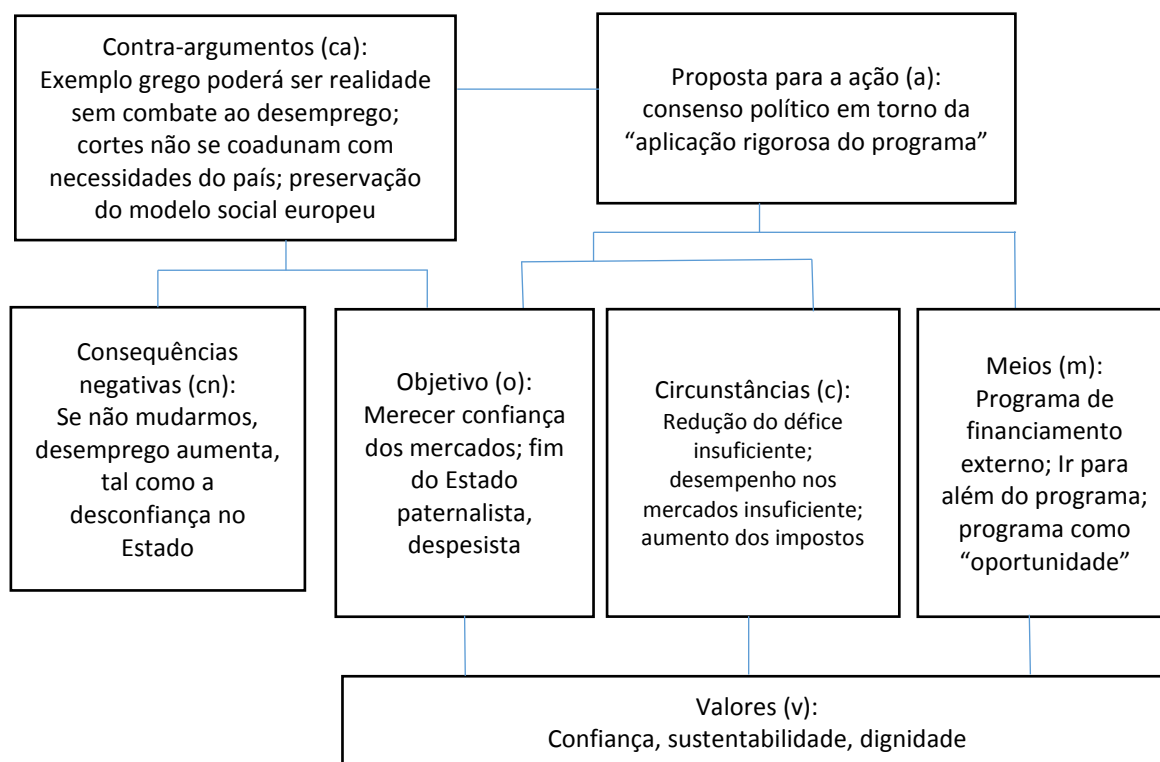 Contra-argumentos (ca):
Exemplo grego poderá ser realidade
sem combate ao desemprego;
cortes não se coadunam com
necessidades do país; preservação
do modelo social europeu
Proposta para a ação (a):
consenso político em torno da
“aplicação rigorosa do programa”
Consequências
negativas (cn):
Se não mudarmos,
desemprego aumenta,
tal como a
desconfiança no
Estado
Objetivo (o):
Merecer confiança
dos mercados; fim
do Estado
paternalista,
despesista
Circunstâncias (c):
Redução do défice
insuficiente;
desempenho nos
mercados insuficiente;
aumento dos impostos
Meios (m):
Programa de
financiamento
externo; Ir para
além do programa;
programa como
“oportunidade”
Valores (v):
Confiança, sustentabilidade, dignidade